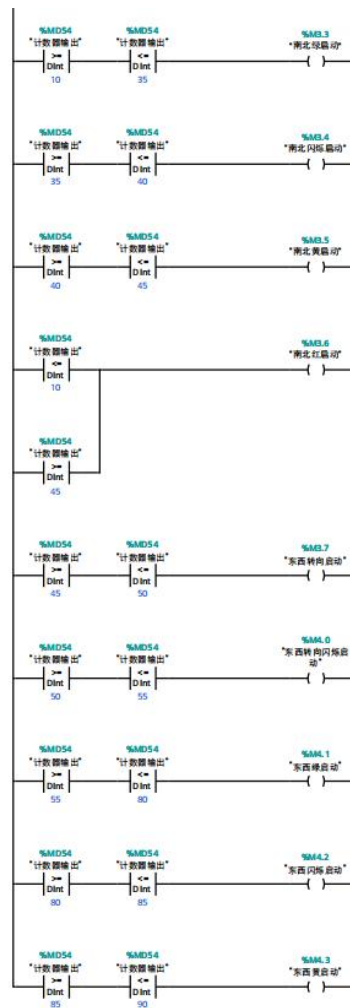 %MD54 %MD54 %M3.3
"计数器输出" "计数器输出" "南北绿启动"
>= <=
DInt DInt
10 35
%MD54 %MD54 %M3.4
"计数器输出" "计数器输出" "南北闪烁启动"
>= <=
DInt DInt
35 40
%MD54 %MD54 %M3.5
"计数器输出" "计数器输出" "南北黄启动"
>= <=
DInt DInt
40 45
%MD54 %M3.6
"计数器输出" "南北红启动"
<=
DInt
10
%MD54
"计数器输出"
>=
DInt
45
%MD54 %MD54 %M3.7
"计数器输出" "计数器输出" "东西转向启动"
>= <=
DInt DInt
45 50
%MD54 %MD54 %M4.0
"计数器输出" "计数器输出" "东西转向闪烁启
动"
>= <=
DInt DInt
50 55
%MD54 %MD54 %M4.1
"计数器输出" "计数器输出" "东西绿启动"
>= <=
DInt DInt
55 80
%MD54 %MD54 %M4.2
"计数器输出" "计数器输出" "东西闪烁启动"
>= <=
DInt DInt
80 85
%MD54 %MD54 %M4.3
"计数器输出" "计数器输出" "东西黄启动"
>= <=
DInt DInt
85 90